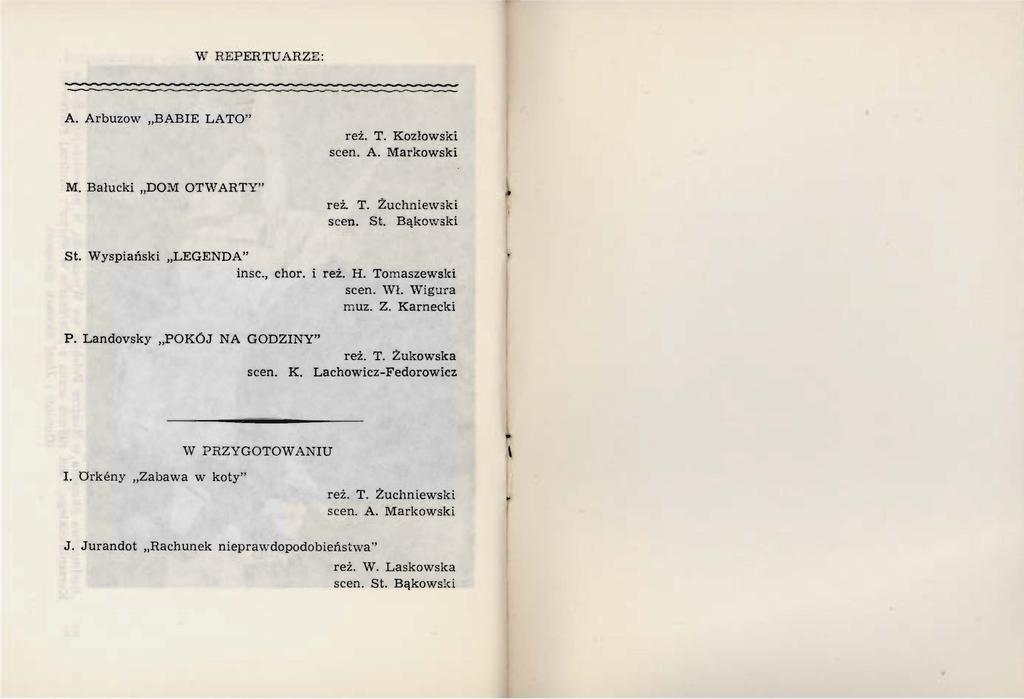 W REPERTUARZE:
A. Arbuzow „BABIE LATO”
reż. T. Kozłowski
scen. A. Markowski
M. Bałucki „DOM OTWARTY”
reż. T. Żuchniewski
scen. St. Bąkowski
St. Wyspiański „LEGENDA”
insc., chor. i reż. H. Tomaszewski
scen. Wł. Wigura
muz. Z. Karnecki
P. Landovsky „POKÓJ NA GODZINY”
reż. T. Żukowska
scen. K. Lachowicz-Fedorowicz
W PRZYGOTOWANIU
I. Örkény „Zabawa w koty”
reż. T. Żuchniewski
scen. A. Markowski
J. Jurandot „Rachunek nieprawdopodobieństwa”
reż. W. Laskowska
scen. St. Bąkowski